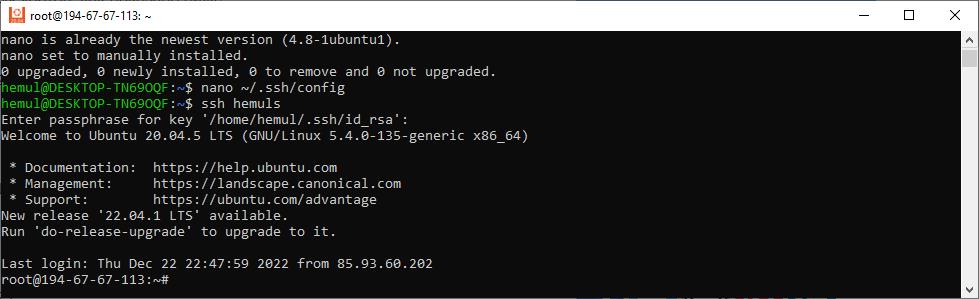 root@194-67-67-113: ~
nano is already the newest version (4.8-1ubuntu1).
nano set to manually installed.
0 upgraded, 0 newly installed, 0 to remove and 0 not upgraded.
hemul@DESKTOP-TN69OQF:~$ nano ~/.ssh/config
hemul@DESKTOP-TN69OQF:~$ ssh hemuls
Enter passphrase for key '/home/hemul/.ssh/id_rsa':
Welcome to Ubuntu 20.04.5 LTS (GNU/Linux 5.4.0-135-generic x86_64)
* Documentation:  https://help.ubuntu.com
* Management:     https://landscape.canonical.com
* Support:        https://ubuntu.com/advantage
New release '22.04.1 LTS' available.
Run 'do-release-upgrade' to upgrade to it.
Last login: Thu Dec 22 22:47:59 2022 from 85.93.60.202
root@194-67-67-113:~#